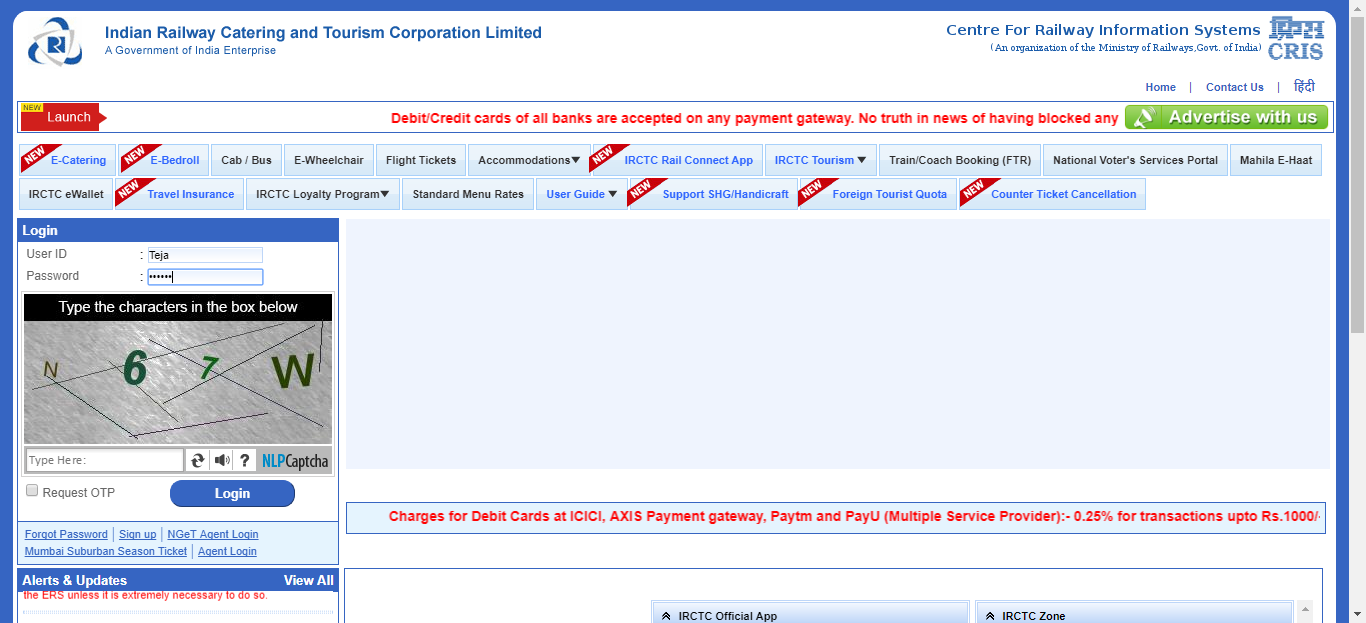 Indian Railway Catering and Tourism Corporation Limited
A Government of India Enterprise
Centre For Railway Information Systems
(An organization of the Ministry of Railways,Govt. of India)
CRIS
Home | Contact Us | हिंदी
NEW
Launch
Debit/Credit cards of all banks are accepted on any payment gateway. No truth in news of having blocked any
Advertise with us
NEW E-Catering NEW E-Bedroll Cab / Bus E-Wheelchair Flight Tickets Accommodations▼ NEW IRCTC Rail Connect App IRCTC Tourism ▼ Train/Coach Booking (FTR) National Voter's Services Portal Mahila E-Haat
IRCTC eWallet NEW Travel Insurance IRCTC Loyalty Program▼ Standard Menu Rates User Guide ▼ NEW Support SHG/Handicraft NEW Foreign Tourist Quota NEW Counter Ticket Cancellation
Login
User ID : Teja
Password : ••••••
Type the characters in the box below
N 6 7 W
Type Here:
? NLPCaptcha
Request OTP
Login
Forgot Password | Sign up | NGeT Agent Login
Mumbai Suburban Season Ticket | Agent Login
Charges for Debit Cards at ICICI, AXIS Payment gateway, Paytm and PayU (Multiple Service Provider):- 0.25% for transactions upto Rs.1000/-
Alerts & Updates View All
the ERS unless it is extremely necessary to do so.
IRCTC Official App
IRCTC Zone